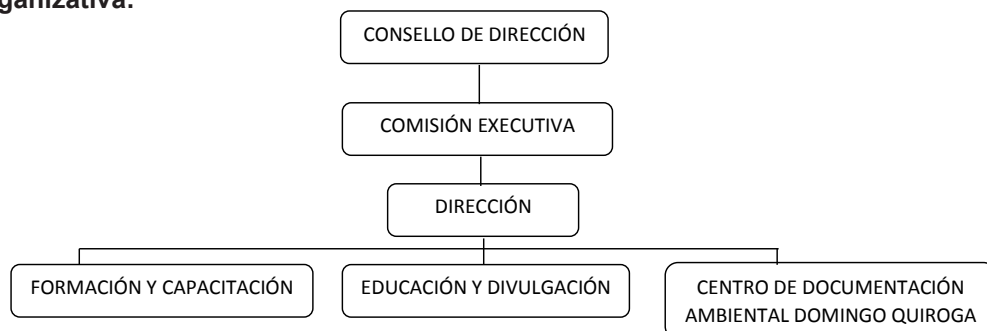 ganizativa:
CONSELLO DE DIRECCIÓN
COMISIÓN EXECUTIVA
DIRECCIÓN
FORMACIÓN Y CAPACITACIÓN
EDUCACIÓN Y DIVULGACIÓN
CENTRO DE DOCUMENTACIÓN
AMBIENTAL DOMINGO QUIROGA